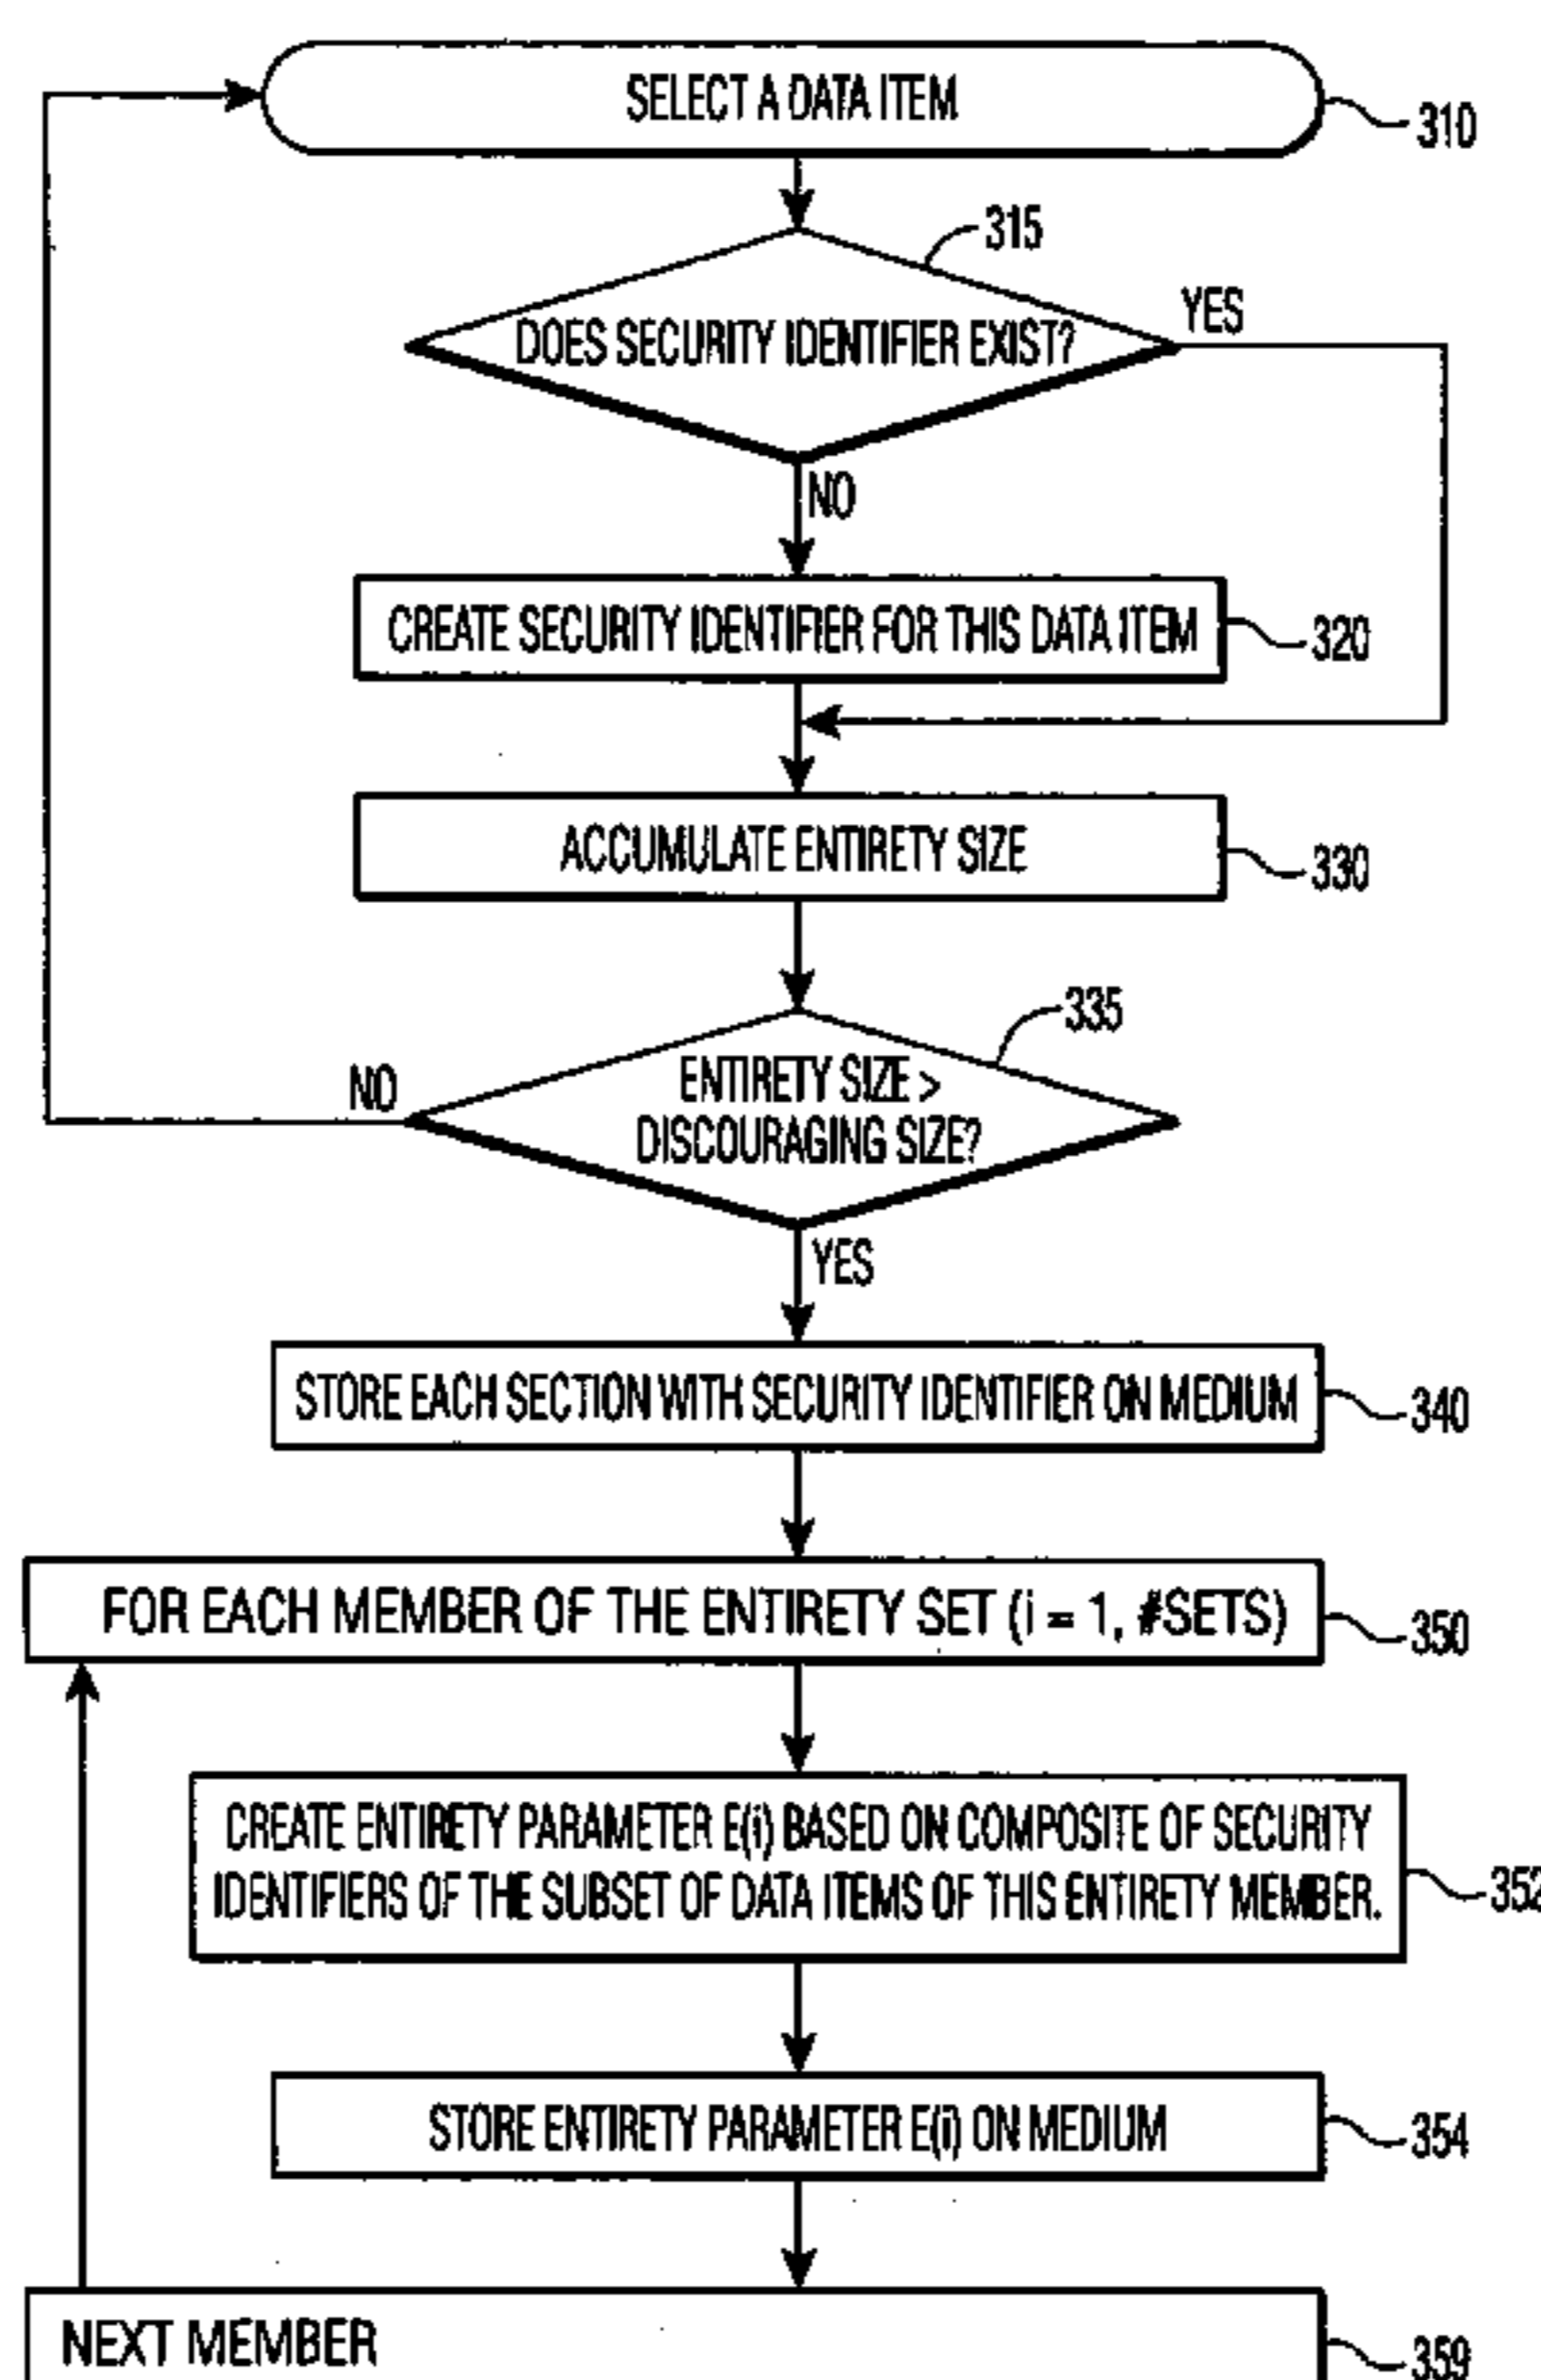 SELECT A DATA ITEM
310
315
DOES SECURITY IDENTIFIER EXIST?
YES
NO
CREATE SECURITY IDENTIFIER FOR THIS DATA ITEM
320
ACCUMULATE ENTIRETY SIZE
330
335
ENTIRETY SIZE >
DISCOURAGING SIZE?
NO
YES
STORE EACH SECTION WITH SECURITY IDENTIFIER ON MEDIUM
340
FOR EACH MEMBER OF THE ENTIRETY SET (i = 1, #SETS)
350
CREATE ENTIRETY PARAMETER E(i) BASED ON COMPOSITE OF SECURITY
IDENTIFIERS OF THE SUBSET OF DATA ITEMS OF THIS ENTIRETY MEMBER.
352
STORE ENTIRETY PARAMETER E(i) ON MEDIUM
354
NEXT MEMBER
359